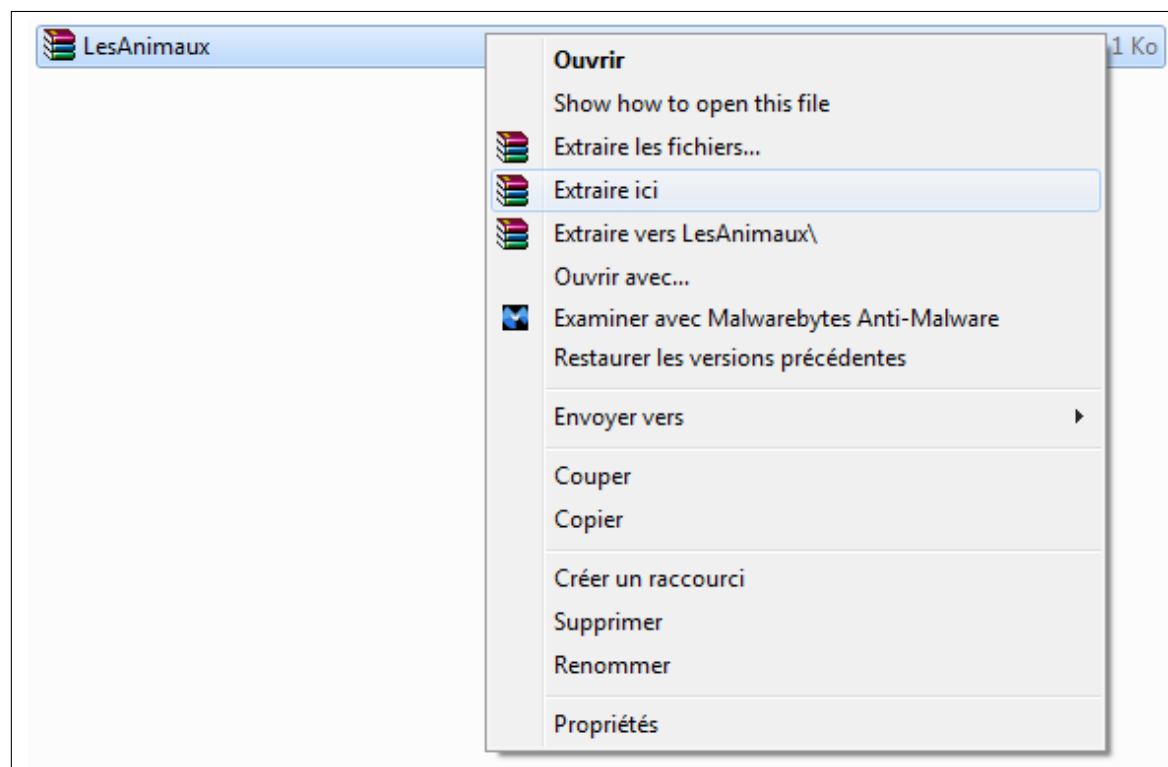 LesAnimaux
1 Ko
Ouvrir
Show how to open this file
Extraire les fichiers...
Extraire ici
Extraire vers LesAnimaux\
Ouvrir avec...
Examiner avec Malwarebytes Anti-Malware
Restaurer les versions précédentes
Envoyer vers
Couper
Copier
Créer un raccourci
Supprimer
Renommer
Propriétés